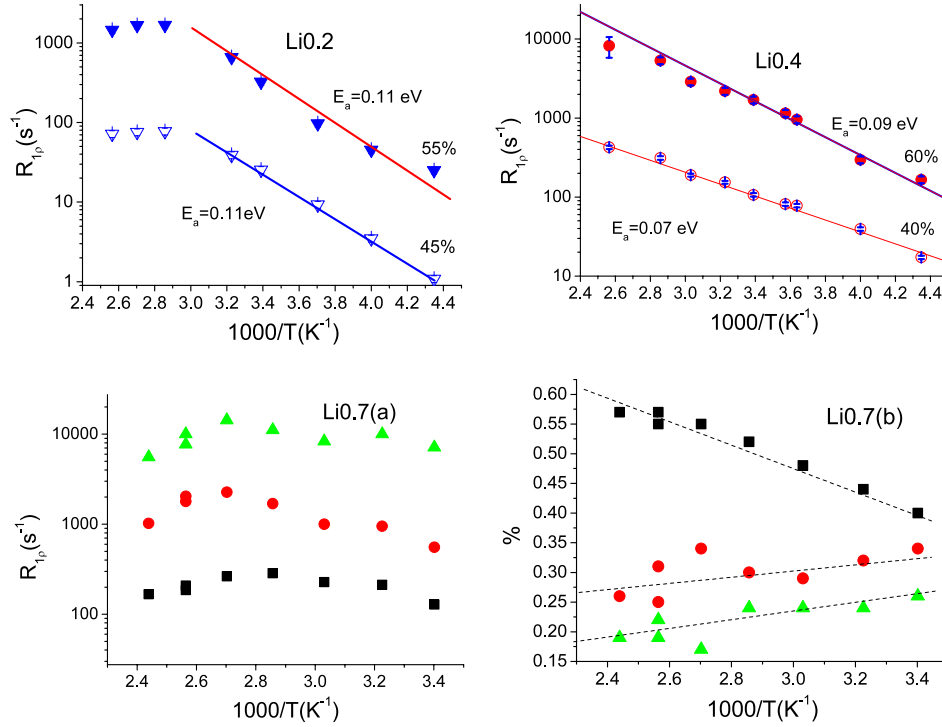 Li0.2
R1ρ(s⁻¹)
1000
100
10
1
Eₐ=0.11 eV
55%
Eₐ=0.11eV
45%
2.4 2.6 2.8 3.0 3.2 3.4 3.6 3.8 4.0 4.2 4.4
1000/T(K⁻¹)
Li0.4
R1ρ(s⁻¹)
10000
1000
100
10
Eₐ=0.09 eV
60%
Eₐ=0.07 eV
40%
2.4 2.6 2.8 3.0 3.2 3.4 3.6 3.8 4.0 4.2 4.4
1000/T(K⁻¹)
Li0.7(a)
R1ρ(s⁻¹)
10000
1000
100
2.4 2.6 2.8 3.0 3.2 3.4
1000/T(K⁻¹)
Li0.7(b)
%
0.60
0.55
0.50
0.45
0.40
0.35
0.30
0.25
0.20
0.15
2.4 2.6 2.8 3.0 3.2 3.4
1000/T(K⁻¹)